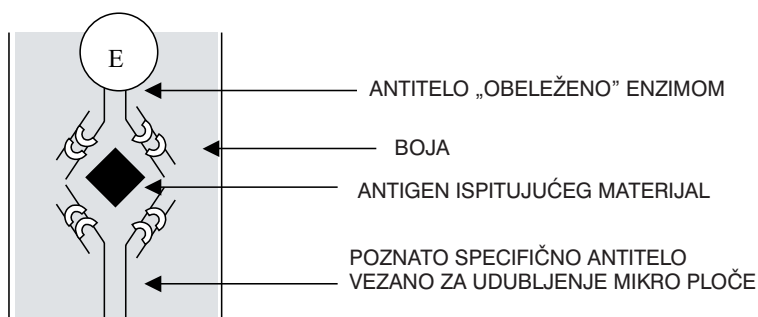 E
ANTITELO „OBELEŽENO” ENZIMOM
BOJA
ANTIGEN ISPITUJUĆEG MATERIJAL
POZNATO SPECIFIČNO ANTITELO
VEZANO ZA UDUBLJENJE MIKRO PLOČE